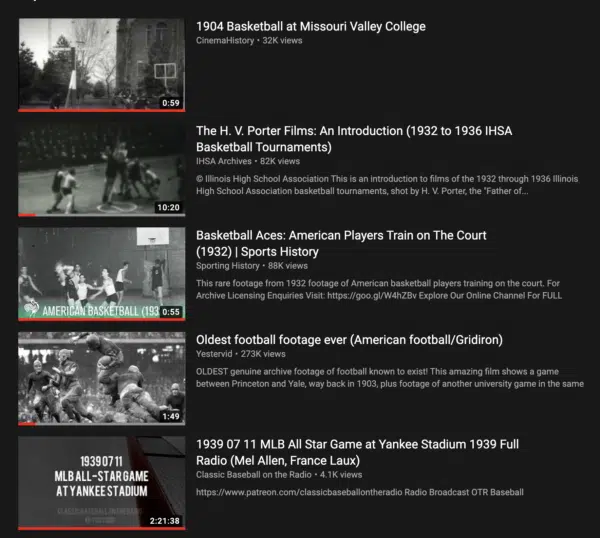 1904 Basketball at Missouri Valley College
CinemaHistory • 32K views
0:59
The H. V. Porter Films: An Introduction (1932 to 1936 IHSA
Basketball Tournaments)
IHSA Archives • 82K views
© Illinois High School Association This is an introduction to films of the 1932 through 1936 Illinois
High School Association basketball tournaments, shot by H. V. Porter, the "Father of...
10:20
Basketball Aces: American Players Train on The Court
(1932) | Sports History
Sporting History • 88K views
This rare footage from 1932 footage of American basketball players training on the court. For
Archive Licensing Enquiries Visit: https://goo.gl/W4hZBv Explore Our Online Channel For FULL
AMERICAN BASKETBALL (193
0:55
Oldest football footage ever (American football/Gridiron)
Yestervid • 273K views
OLDEST genuine archive footage of football known to exist! This amazing film shows a game
between Princeton and Yale, way back in 1903, plus footage of another university game in the same
1:49
1939 07 11 MLB All Star Game at Yankee Stadium 1939 Full
Radio (Mel Allen, France Laux)
Classic Baseball on the Radio • 4.1K views
https://www.patreon.com/classicbaseballontheradio Radio Broadcast OTR Baseball
1939 07 11
MLB ALL-STAR GAME
AT YANKEE STADIUM
2:21:38